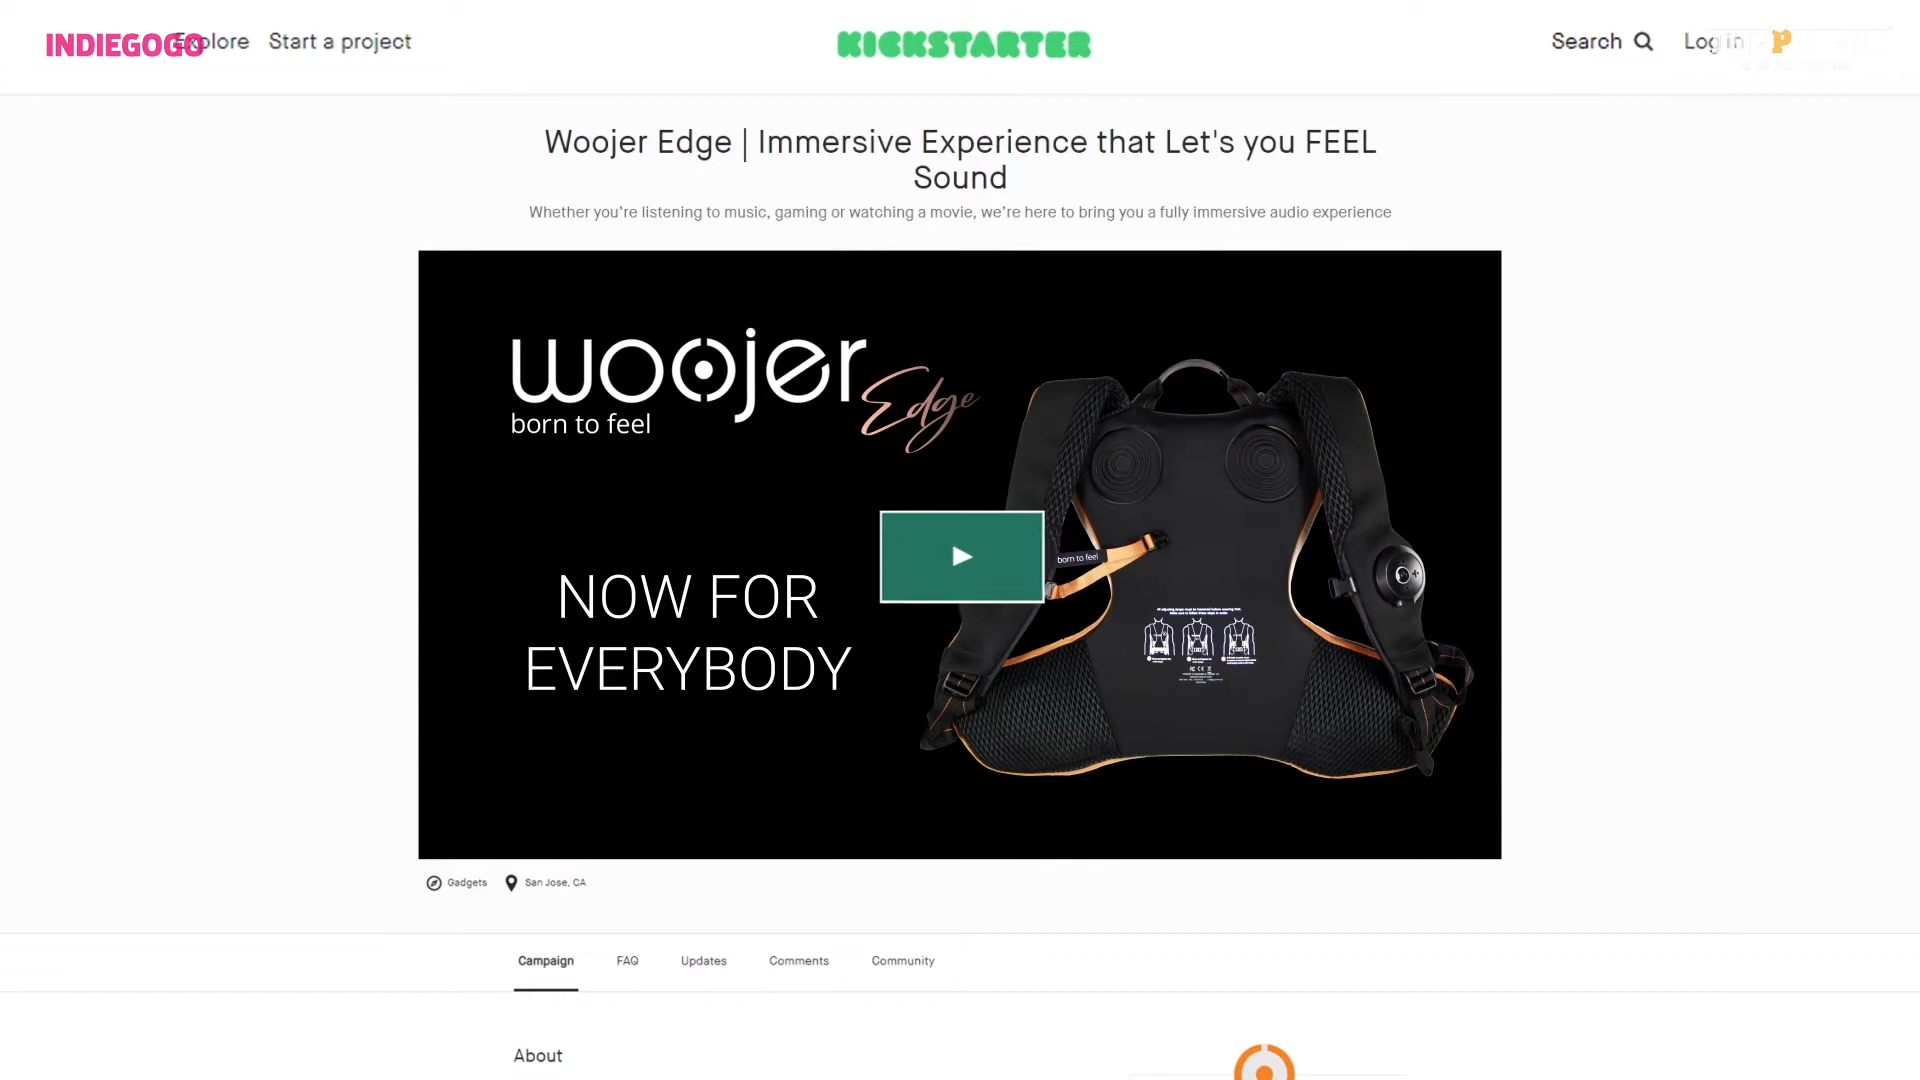 INDIEGOGO
Explore Start a project
KICKSTARTER
Search Log in
p
Woojer Edge | Immersive Experience that Let's you FEEL
Sound
Whether you’re listening to music, gaming or watching a movie, we’re here to bring you a fully immersive audio experience
woojer
Edge
born to feel
born to feel
NOW FOR
EVERYBODY
Gadgets San Jose, CA
Campaign FAQ Updates Comments Community
About